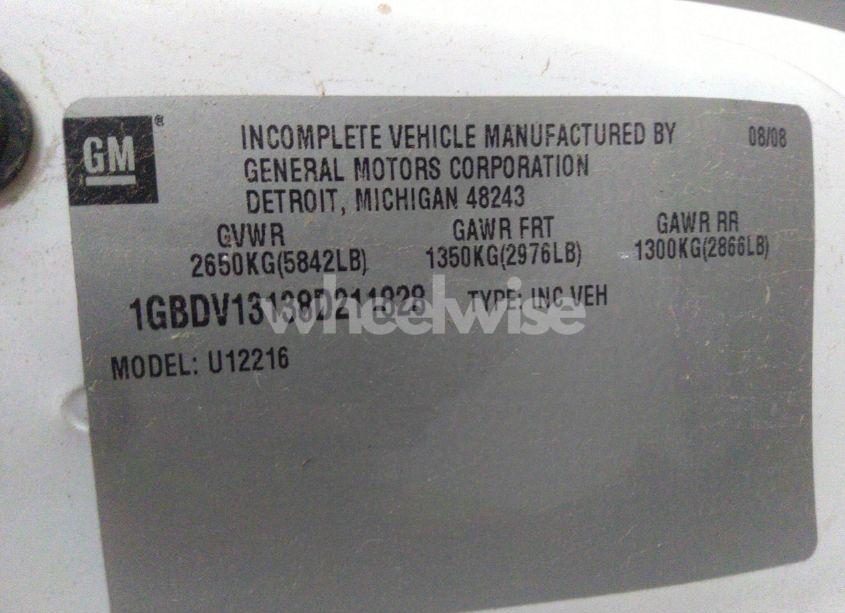 GM®
INCOMPLETE VEHICLE MANUFACTURED BY 08/08
GENERAL MOTORS CORPORATION
DETROIT, MICHIGAN 48243
GVWR GAWR FRT GAWR RR
2650KG(5842LB) 1350KG(2976LB) 1300KG(2866LB)
TYPE: INC VEH
wheelwise
MODEL: U12216